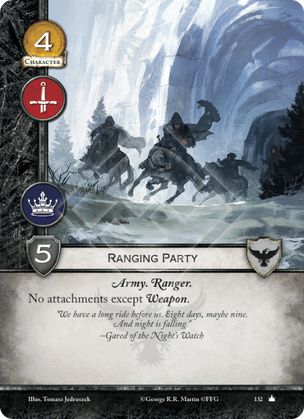 4
CHARACTER
5
RANGING PARTY
Army. Ranger.
No attachments except Weapon.
"We have a long ride before us. Eight days, maybe nine.
And night is falling."
–Gared of the Night's Watch
Illus. Tomasz Jedruszek
©George R.R. Martin ©FFG
132